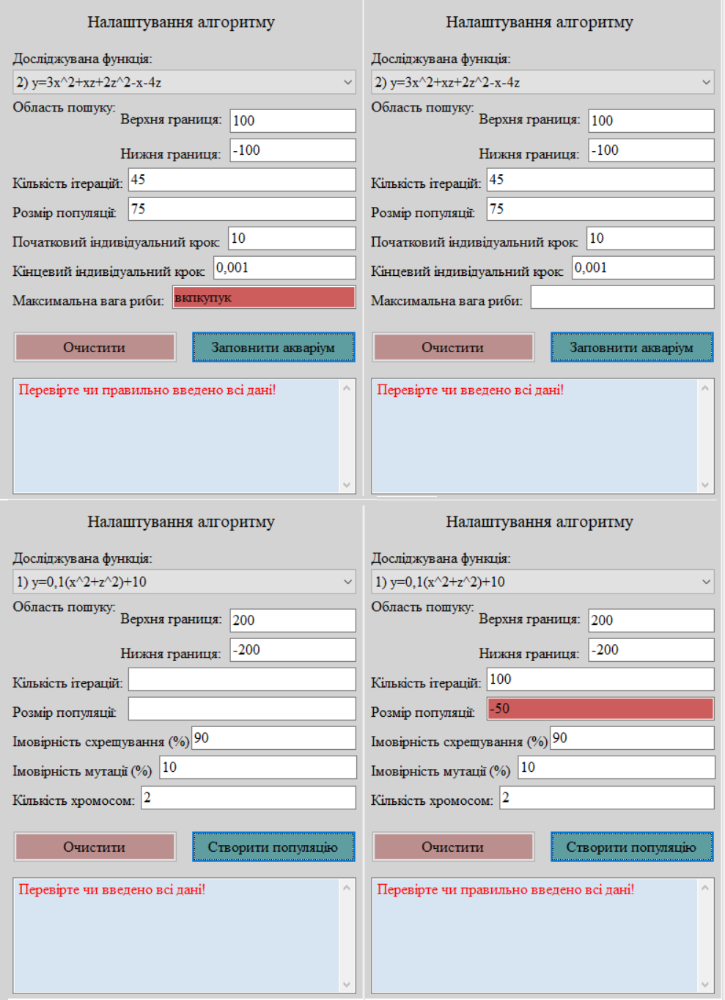 Налаштування алгоритму
Досліджувана функція:
2) y=3x^2+xz+2z^2-x-4z
Область пошуку:
Верхня границя: 100
Нижня границя: -100
Кількість ітерацій: 45
Розмір популяції: 75
Початковий індивідуальний крок: 10
Кінцевий індивідуальний крок: 0,001
Максимальна вага риби: вкпкупук
Очистити
Заповнити акваріум
Перевірте чи правильно введено всі дані!
Налаштування алгоритму
Досліджувана функція:
2) y=3x^2+xz+2z^2-x-4z
Область пошуку:
Верхня границя: 100
Нижня границя: -100
Кількість ітерацій: 45
Розмір популяції: 75
Початковий індивідуальний крок: 10
Кінцевий індивідуальний крок: 0,001
Максимальна вага риби:
Очистити
Заповнити акваріум
Перевірте чи введено всі дані!
Налаштування алгоритму
Досліджувана функція:
1) y=0,1(x^2+z^2)+10
Область пошуку:
Верхня границя: 200
Нижня границя: -200
Кількість ітерацій:
Розмір популяції:
Імовірність схрещування (%) 90
Імовірність мутації (%) 10
Кількість хромосом: 2
Очистити
Створити популяцію
Перевірте чи введено всі дані!
Налаштування алгоритму
Досліджувана функція:
1) y=0,1(x^2+z^2)+10
Область пошуку:
Верхня границя: 200
Нижня границя: -200
Кількість ітерацій: 100
Розмір популяції: -50
Імовірність схрещування (%) 90
Імовірність мутації (%) 10
Кількість хромосом: 2
Очистити
Створити популяцію
Перевірте чи правильно введено всі дані!